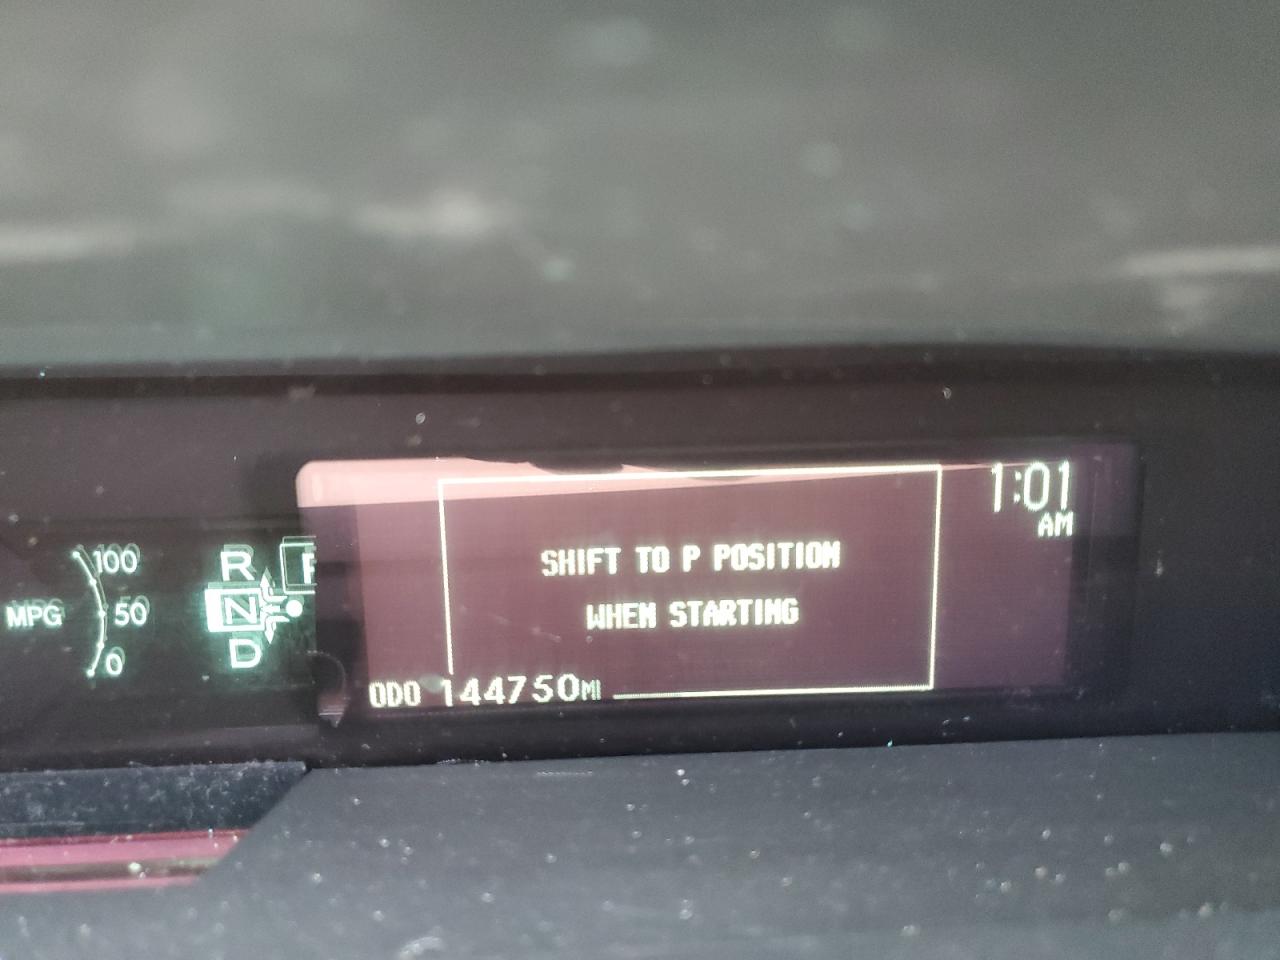 1:01
AM
100
R
SHIFT TO P POSITION
MPG
50
N
WHEN STARTING
0
D
ODO 144750MI